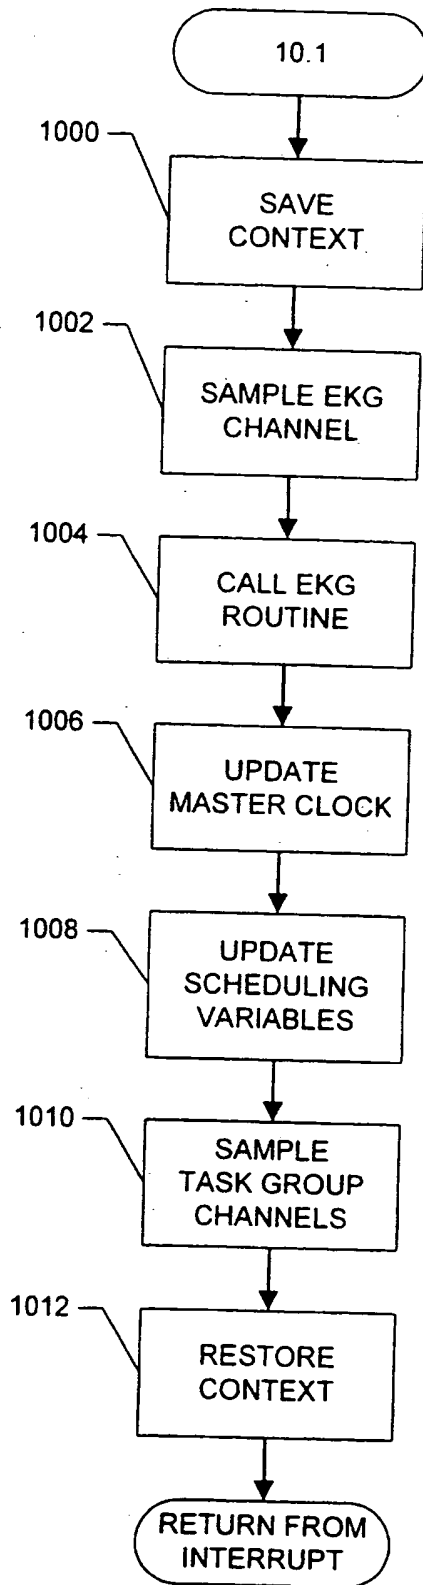 10.1
1000
SAVE
CONTEXT
1002
SAMPLE EKG
CHANNEL
1004
CALL EKG
ROUTINE
1006
UPDATE
MASTER CLOCK
1008
UPDATE
SCHEDULING
VARIABLES
1010
SAMPLE
TASK GROUP
CHANNELS
1012
RESTORE
CONTEXT
RETURN FROM
INTERRUPT